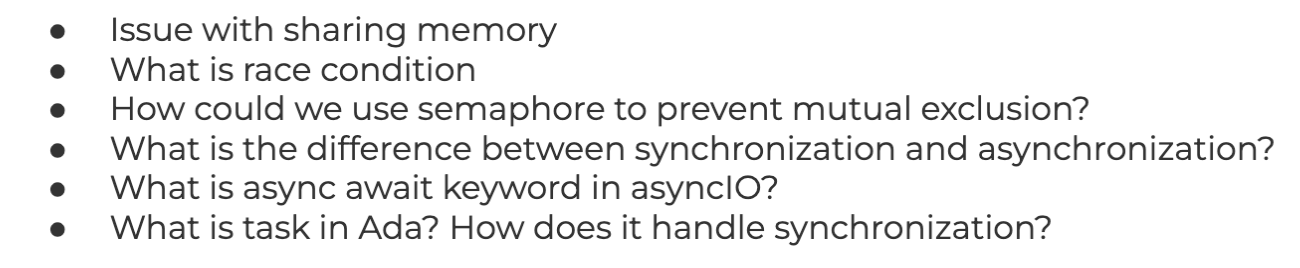 ● Issue with sharing memory
● What is race condition
● How could we use semaphore to prevent mutual exclusion?
● What is the difference between synchronization and asynchronization?
● What is async await keyword in asyncIO?
● What is task in Ada? How does it handle synchronization?